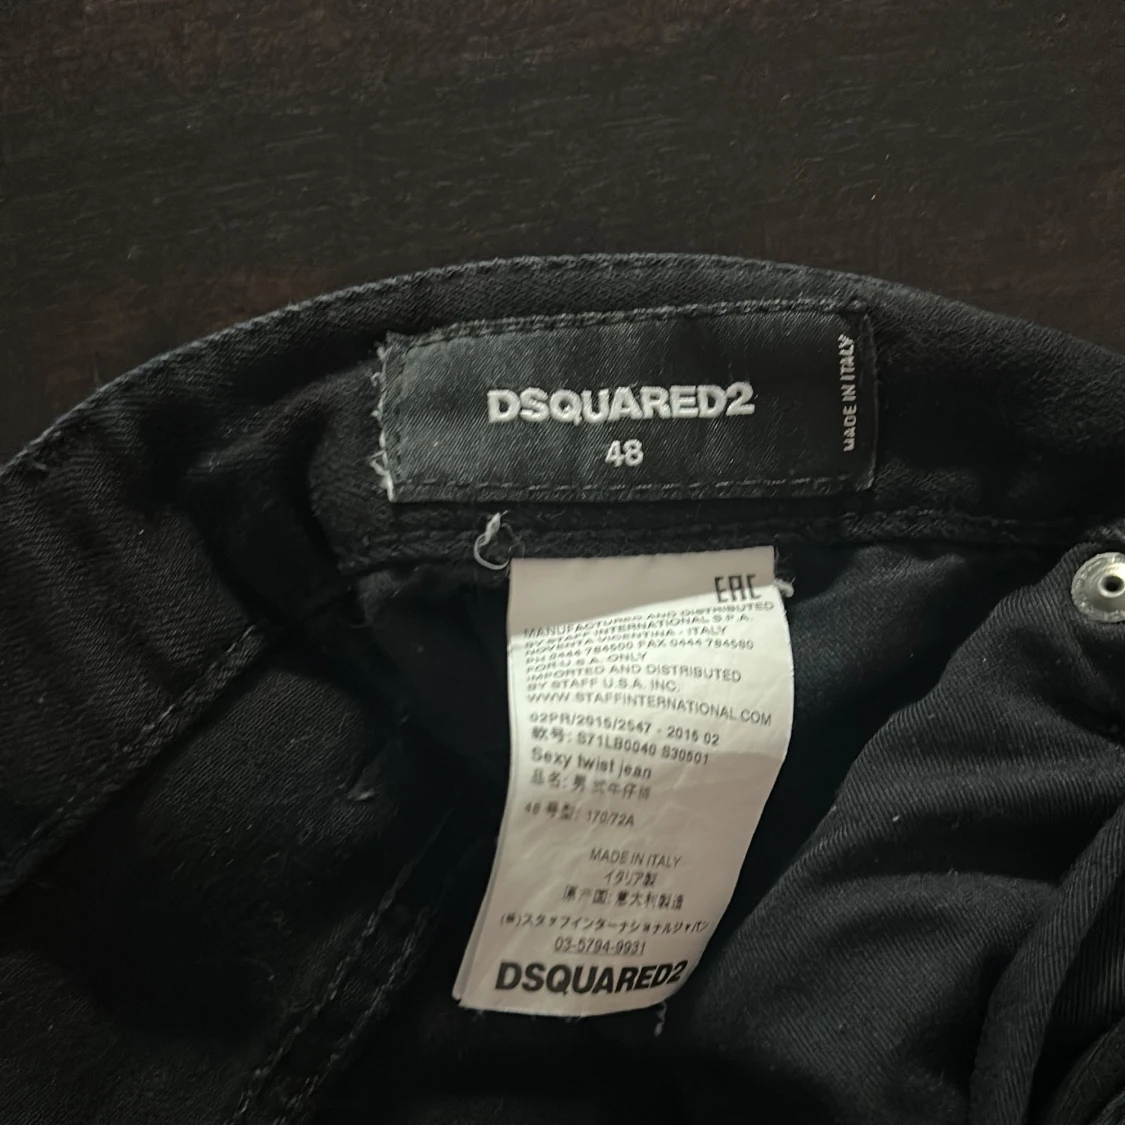 DSQUARED2
48
MADE IN ITALY
EAC
MANUFACTURED AND DISTRIBUTED
BY STAFF INTERNATIONAL S.P.A.
NOVENTA VICENTINA - ITALY
PH 0444 784500 FAX 0444 784580
FOR U.S.A. ONLY
IMPORTED AND DISTRIBUTED
BY STAFF U.S.A. INC.
WWW.STAFFINTERNATIONAL.COM
02PR/2015/2547 - 2015 02
款号: S71LB0040 S30501
Sexy twist jean
品名: 男 式牛仔裤
48 号型: 170/72A
MADE IN ITALY
イタリア製
原产国: 意大利製造
(株)スタッフインターナショナルジャパン
03-5794-9931
DSQUARED2